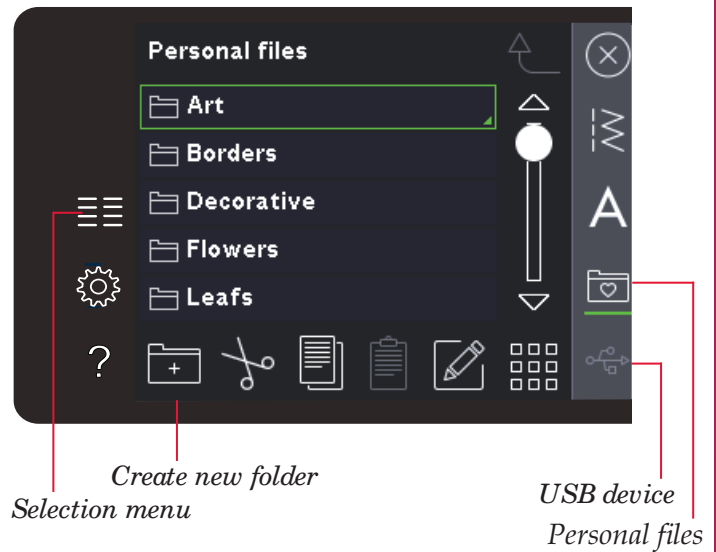 Personal files
Art
Borders
Decorative
Flowers
Leafs
A
?
Create new folder
Selection menu
USB device
Personal files